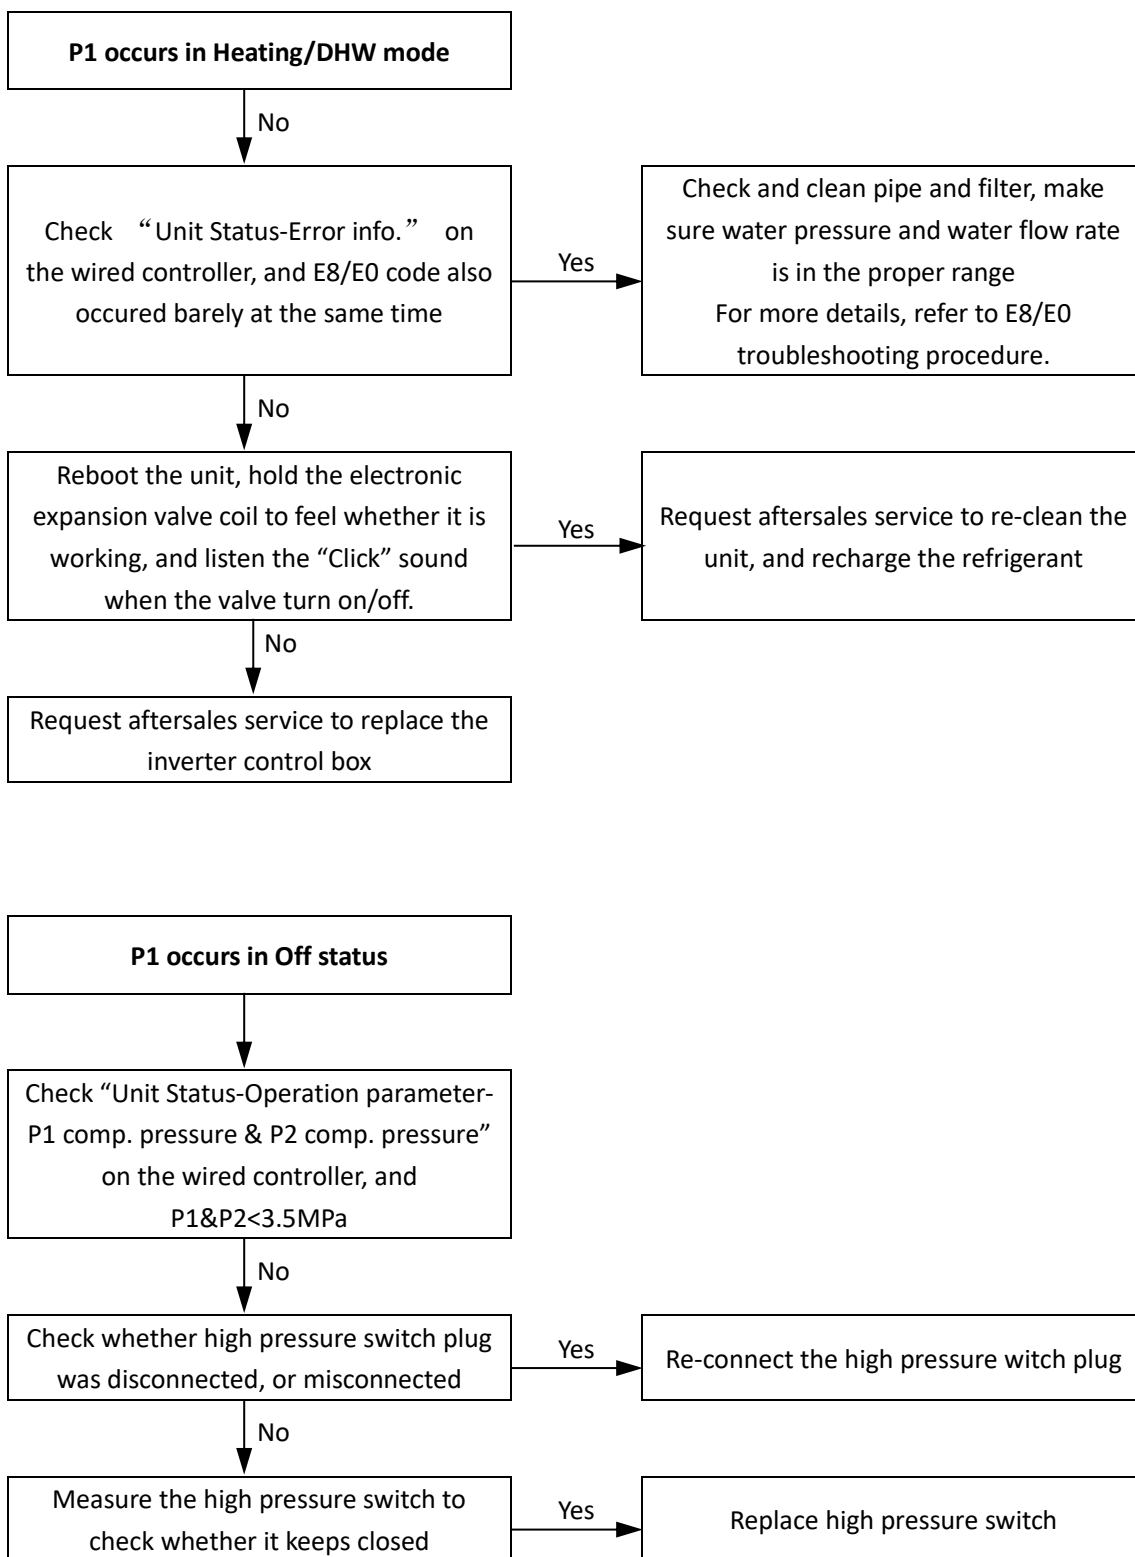 P1 occurs in Heating/DHW mode
No
Check “Unit Status-Error info.” on
the wired controller, and E8/E0 code also
occured barely at the same time
Yes
Check and clean pipe and filter, make
sure water pressure and water flow rate
is in the proper range
For more details, refer to E8/E0
troubleshooting procedure.
No
Reboot the unit, hold the electronic
expansion valve coil to feel whether it is
working, and listen the “Click” sound
when the valve turn on/off.
Yes
Request aftersales service to re-clean the
unit, and recharge the refrigerant
No
Request aftersales service to replace the
inverter control box
P1 occurs in Off status
Check “Unit Status-Operation parameter-
P1 comp. pressure & P2 comp. pressure”
on the wired controller, and
P1&P2<3.5MPa
No
Check whether high pressure switch plug
was disconnected, or misconnected
Yes
Re-connect the high pressure witch plug
No
Measure the high pressure switch to
check whether it keeps closed
Yes
Replace high pressure switch